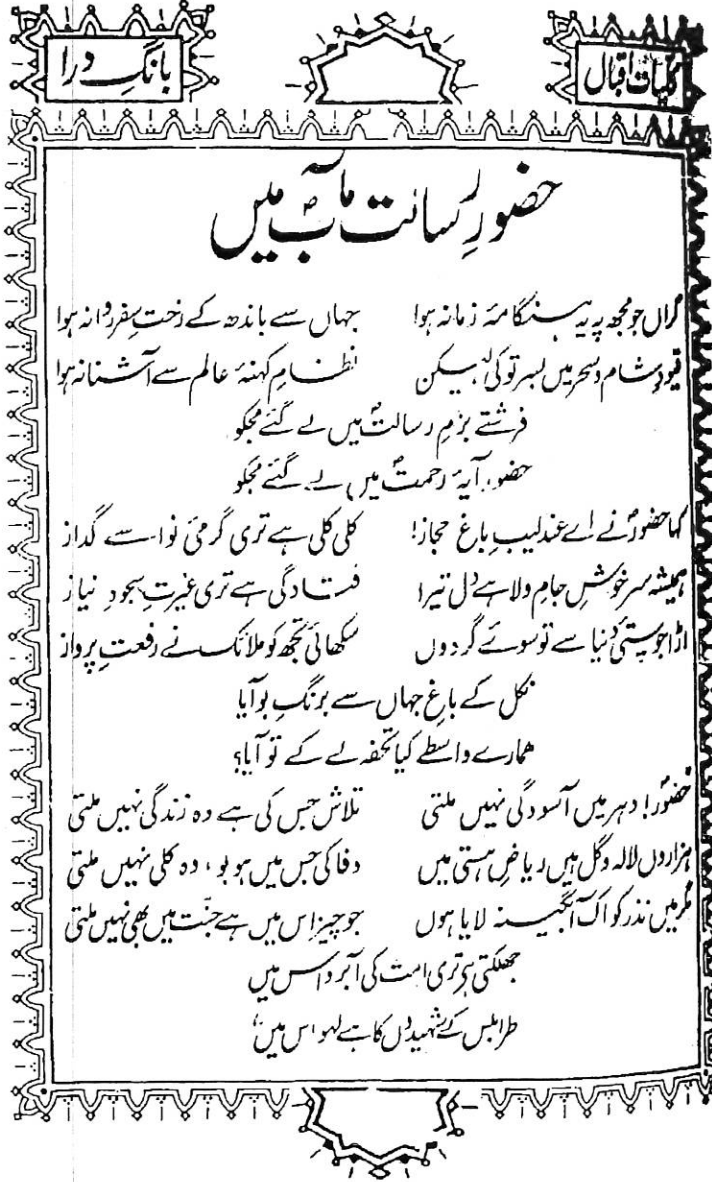 کلیات اقبال
بانگِ درا
حضورِ رسالت مآبؐ میں
گراں جو مجھ پہ یہ ہنگامۂ زمانہ ہوا جہاں سے باندھ کے رختِ سفر روانہ ہوا
قیودِ شام و سحر میں بسر تو کی لیکن نظامِ کہنۂ عالم سے آشنا نہ ہوا
فرشتے بزمِ رسالتؐ میں لے گئے مجکو
حضورِ آیۂ رحمتؐ میں لے گئے مجکو
کہا حضورؐ نے اے عندلیبِ باغِ حجاز! کلی کلی ہے تری گرمیٔ نوا سے گداز
ہمیشہ سرخوشِ جامِ ولا ہے دل تیرا فتادگی ہے تری غیرتِ سجودِ نیاز
اڑا جو پستیٔ دنیا سے تو سوئے گردوں سکھائی تجھ کو ملائک نے رفعتِ پرواز
نکل کے باغِ جہاں سے برنگِ بو آیا
ہمارے واسطے کیا تحفہ لے کے تو آیا؟
حضورؐ! دہر میں آسودگی نہیں ملتی تلاش جس کی ہے وہ زندگی نہیں ملتی
ہزاروں لالہ و گل ہیں ریاضِ ہستی میں وفا کی جس میں ہو بو، وہ کلی نہیں ملتی
مگر میں نذر کو اک آبگینہ لایا ہوں جو چیز اس میں ہے جنت میں بھی نہیں ملتی
جھلکتی ہے تری امت کی آبرو اس میں
طرابلس کے شہیدوں کا ہے لہو اس میں"